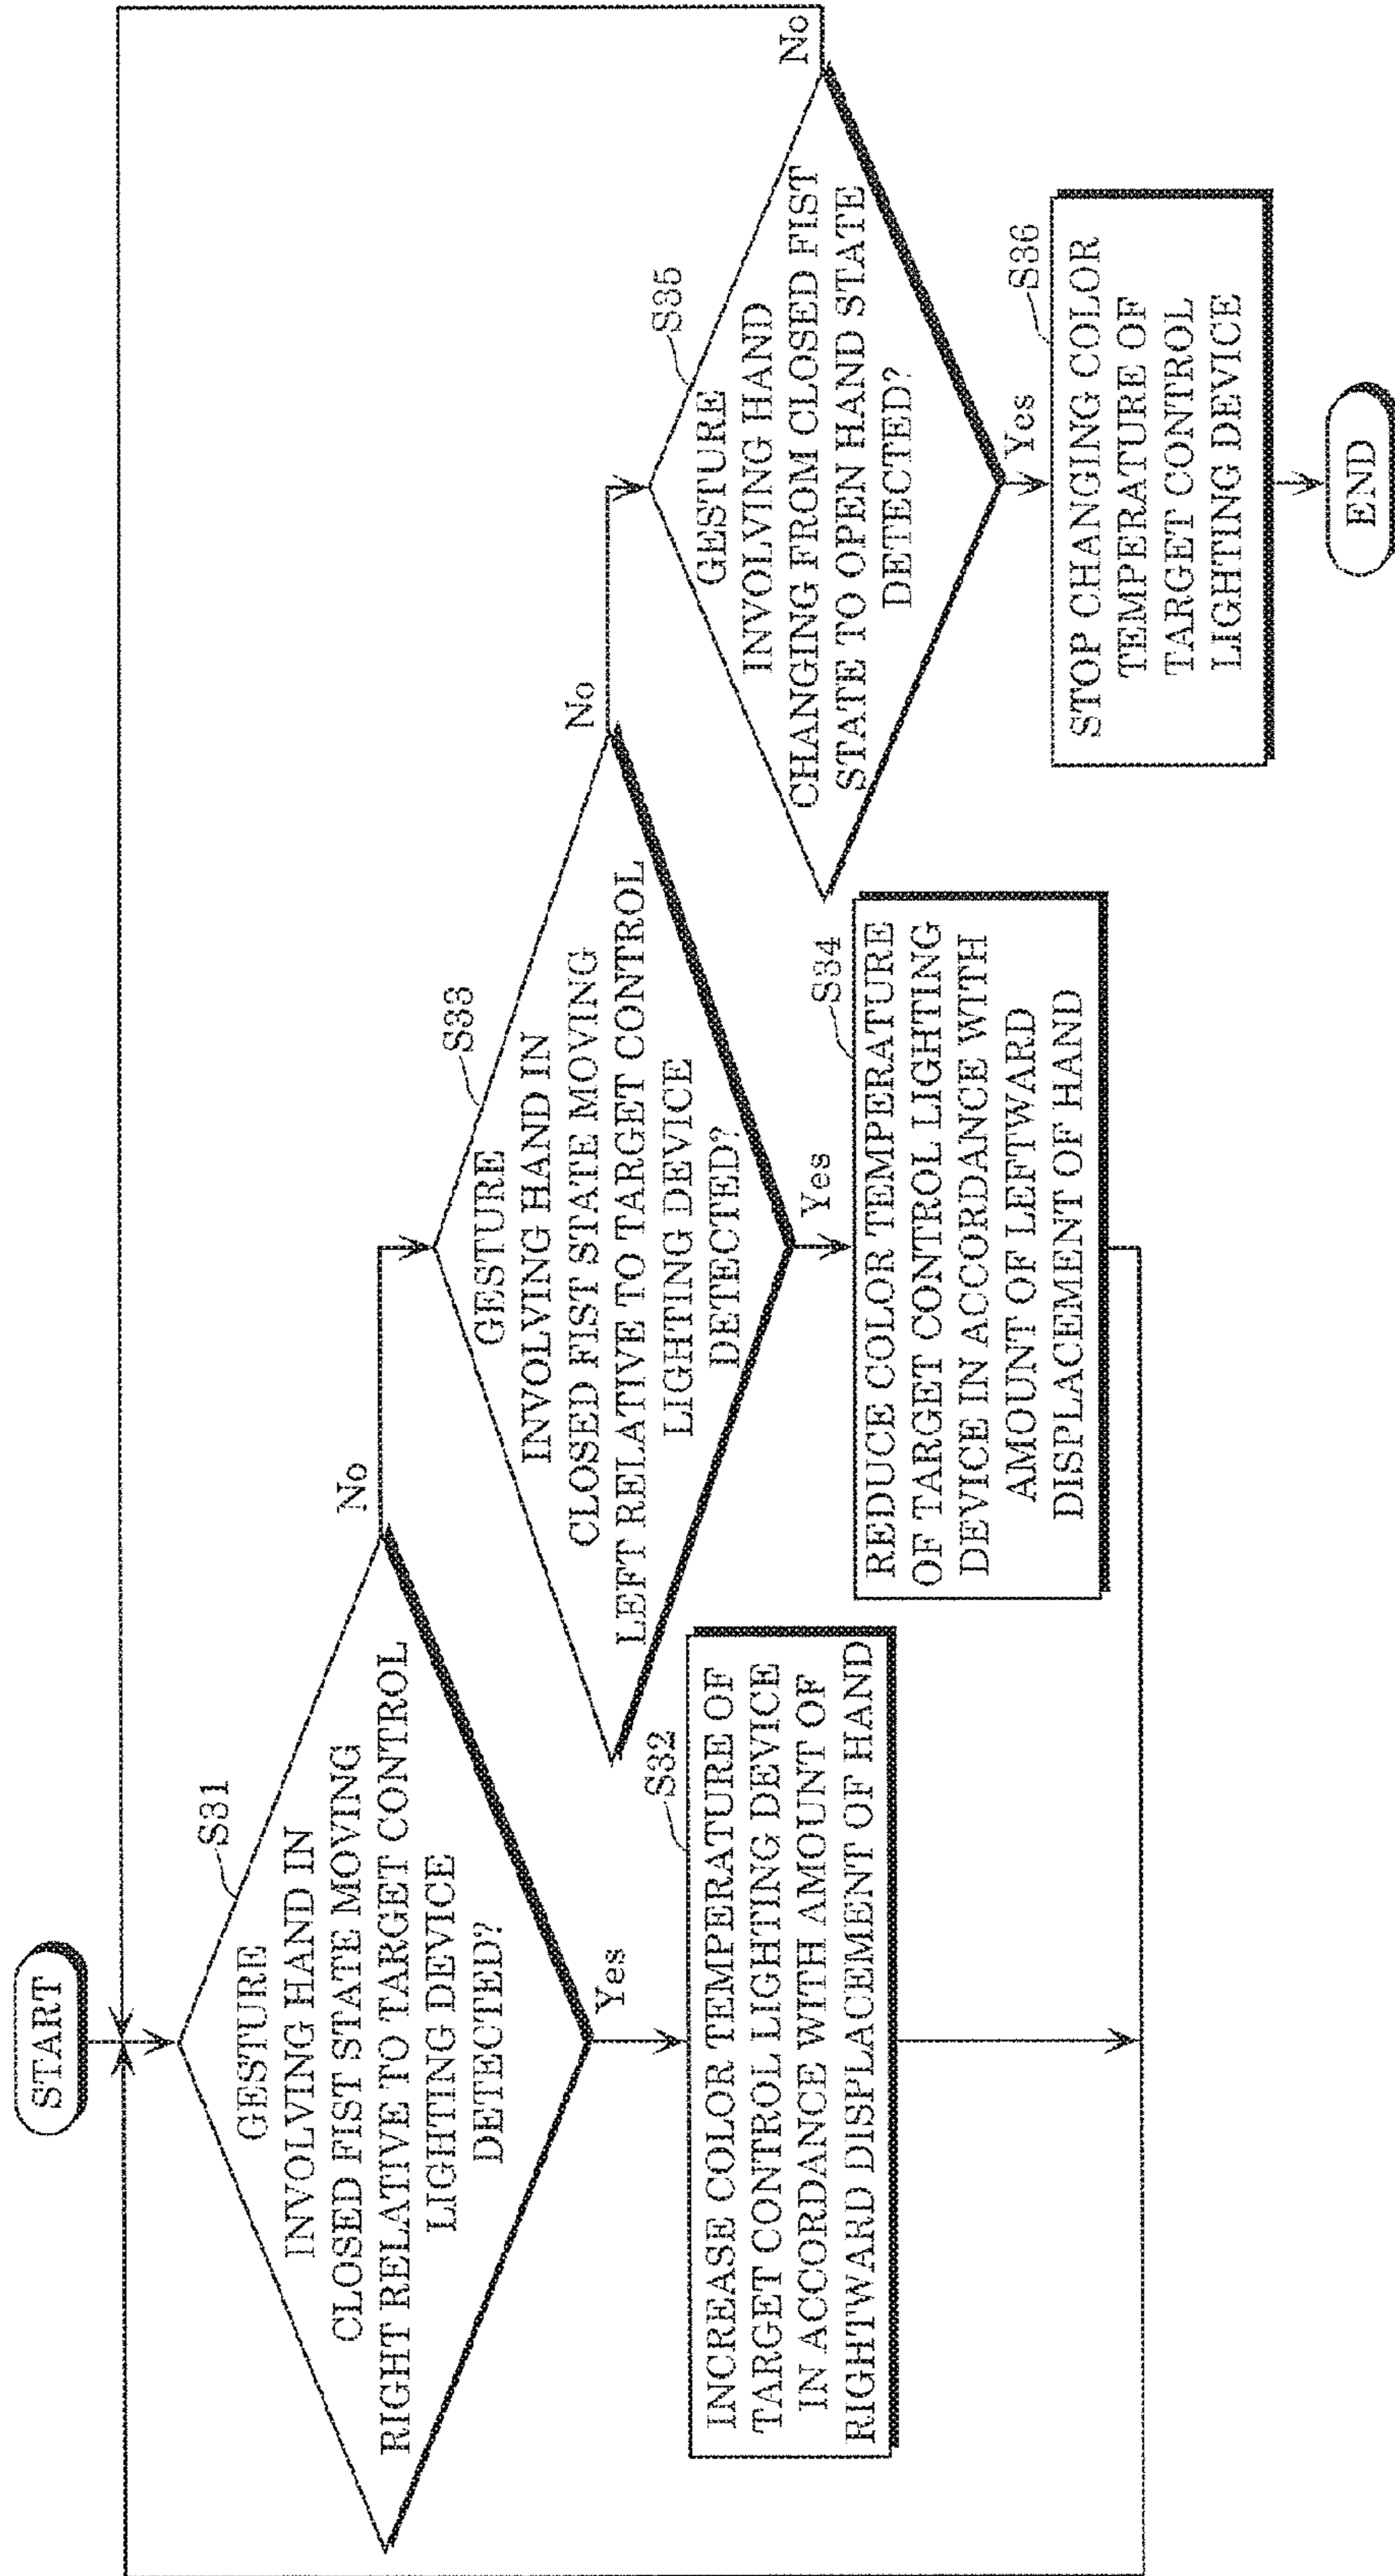 START
S31
GESTURE
INVOLVING HAND IN
CLOSED FIST STATE MOVING
RIGHT RELATIVE TO TARGET CONTROL
LIGHTING DEVICE
DETECTED?
No
Yes
S32
INCREASE COLOR TEMPERATURE OF
TARGET CONTROL LIGHTING DEVICE
IN ACCORDANCE WITH AMOUNT OF
RIGHTWARD DISPLACEMENT OF HAND
S33
GESTURE
INVOLVING HAND IN
CLOSED FIST STATE MOVING
LEFT RELATIVE TO TARGET CONTROL
LIGHTING DEVICE
DETECTED?
No
Yes
S34
REDUCE COLOR TEMPERATURE
OF TARGET CONTROL LIGHTING
DEVICE IN ACCORDANCE WITH
AMOUNT OF LEFTWARD
DISPLACEMENT OF HAND
S35
GESTURE
INVOLVING HAND
CHANGING FROM CLOSED FIST
STATE TO OPEN HAND STATE
DETECTED?
No
Yes
S36
STOP CHANGING COLOR
TEMPERATURE OF
TARGET CONTROL
LIGHTING DEVICE
END